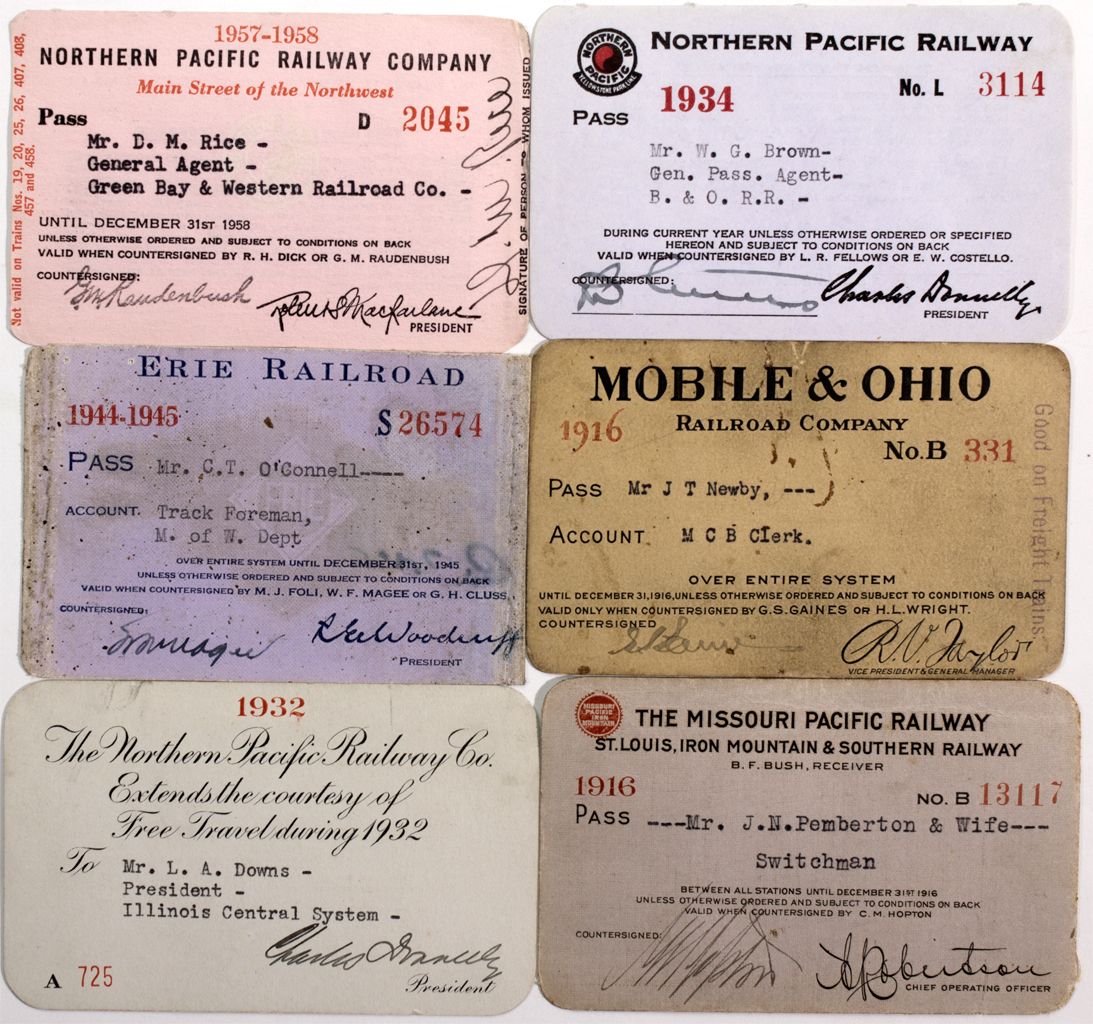 1957-1958
NORTHERN PACIFIC RAILWAY COMPANY
Main Street of the Northwest
Pass D 2045
Mr. D. M. Rice -
General Agent -
Green Bay & Western Railroad Co. -
UNTIL DECEMBER 31ST 1958
UNLESS OTHERWISE ORDERED AND SUBJECT TO CONDITIONS ON BACK
VALID WHEN COUNTERSIGNED BY R. H. DICK OR G. M. RAUDENBUSH
COUNTERSIGNED:
GM Raudenbush Robert S Macfarlane
PRESIDENT
Not valid on Trains Nos. 19, 20, 25, 26, 407, 408,
457 and 458.
SIGNATURE OF PERSON TO WHOM ISSUED
NORTHERN PACIFIC
YELLOWSTONE PARK LINE
NORTHERN PACIFIC RAILWAY
1934 No. L 3114
PASS
Mr. W. G. Brown-
Gen. Pass. Agent-
B. & O. R.R. -
DURING CURRENT YEAR UNLESS OTHERWISE ORDERED OR SPECIFIED
HEREON AND SUBJECT TO CONDITIONS ON BACK
VALID WHEN COUNTERSIGNED BY L. R. FELLOWS OR E. W. COSTELLO.
COUNTERSIGNED:
Charles Donnelly
PRESIDENT
ERIE RAILROAD
1944-1945 S 26574
PASS Mr. C.T. O'Connell----
ACCOUNT Track Foreman,
M. of W. Dept
OVER ENTIRE SYSTEM UNTIL DECEMBER 31ST, 1945
UNLESS OTHERWISE ORDERED AND SUBJECT TO CONDITIONS ON BACK
VALID WHEN COUNTERSIGNED BY M. J. FOLI, W. F. MAGEE OR G. H. CLUSS,
COUNTERSIGNED:
R E Woodruff
PRESIDENT
MOBILE & OHIO
RAILROAD COMPANY
1916 No. B 331
PASS Mr J T Newby, ---
ACCOUNT M C B Clerk.
OVER ENTIRE SYSTEM
UNTIL DECEMBER 31, 1916, UNLESS OTHERWISE ORDERED AND SUBJECT TO CONDITIONS ON BACK
VALID ONLY WHEN COUNTERSIGNED BY G.S. GAINES OR H.L. WRIGHT.
COUNTERSIGNED
R.V. Taylor
VICE PRESIDENT & GENERAL MANAGER
Good on Freight Trains
1932
The Northern Pacific Railway Co.
Extends the courtesy of
Free Travel during 1932
To Mr. L. A. Downs -
President -
Illinois Central System -
Charles Donnelly
A 725 President
MISSOURI PACIFIC IRON MOUNTAIN
THE MISSOURI PACIFIC RAILWAY
ST. LOUIS, IRON MOUNTAIN & SOUTHERN RAILWAY
B. F. BUSH, RECEIVER
1916 NO. B 13117
PASS ---Mr. J.N.Pemberton & Wife---
Switchman
BETWEEN ALL STATIONS UNTIL DECEMBER 31ST 1916
UNLESS OTHERWISE ORDERED AND SUBJECT TO CONDITIONS ON BACK
VALID WHEN COUNTERSIGNED BY C. M. HOPTON
COUNTERSIGNED:
A Robertson
CHIEF OPERATING OFFICER